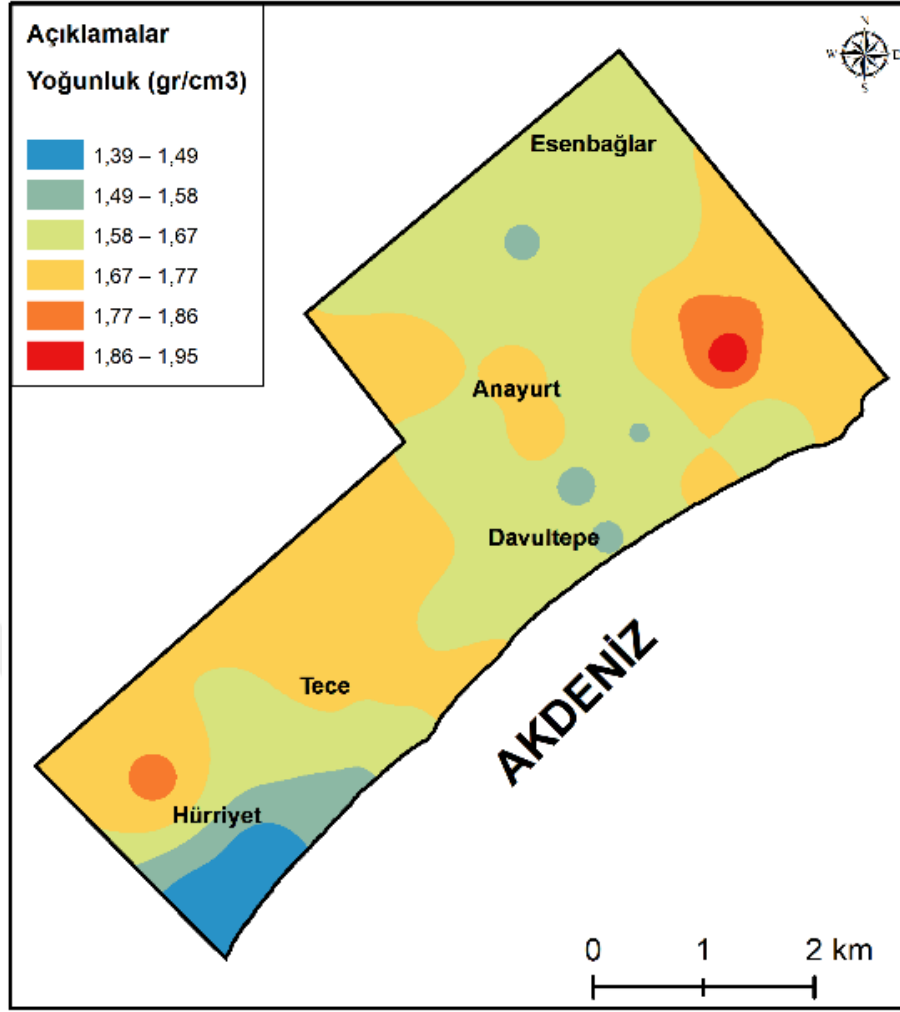 Açıklamalar
Yoğunluk (gr/cm3)
1,39 – 1,49
1,49 – 1,58
1,58 – 1,67
1,67 – 1,77
1,77 – 1,86
1,86 – 1,95
N
W D
S
Esenbağlar
Anayurt
Davultepe
AKDENİZ
Tece
Hürriyet
0 1 2 km